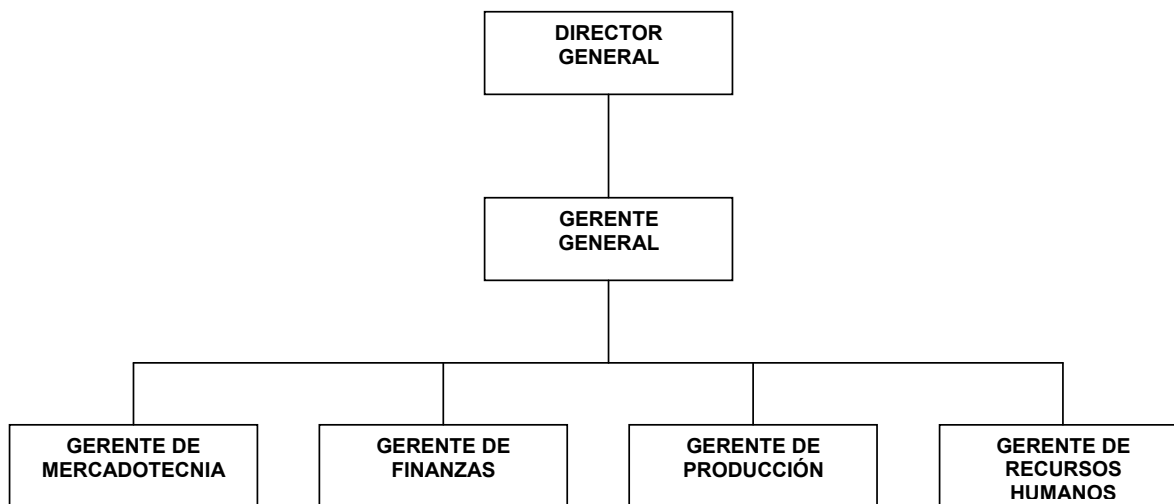 DIRECTOR
GENERAL
GERENTE
GENERAL
GERENTE DE
MERCADOTECNIA
GERENTE DE
FINANZAS
GERENTE DE
PRODUCCIÓN
GERENTE DE
RECURSOS
HUMANOS